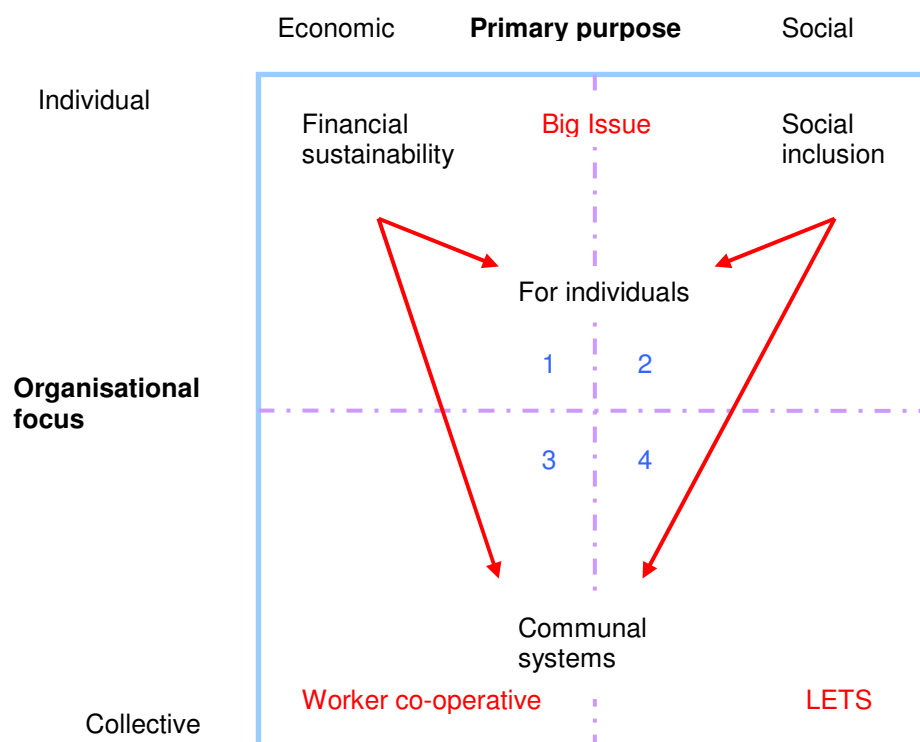 Economic Primary purpose Social
Individual
Financial
sustainability
Big Issue
Social
inclusion
For individuals
1 2
Organisational
focus
3 4
Communal
systems
Worker co-operative LETS
Collective